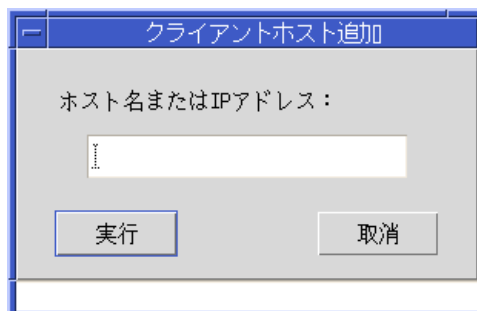 クライアントホスト追加
ホスト名またはIPアドレス：
実行
取消